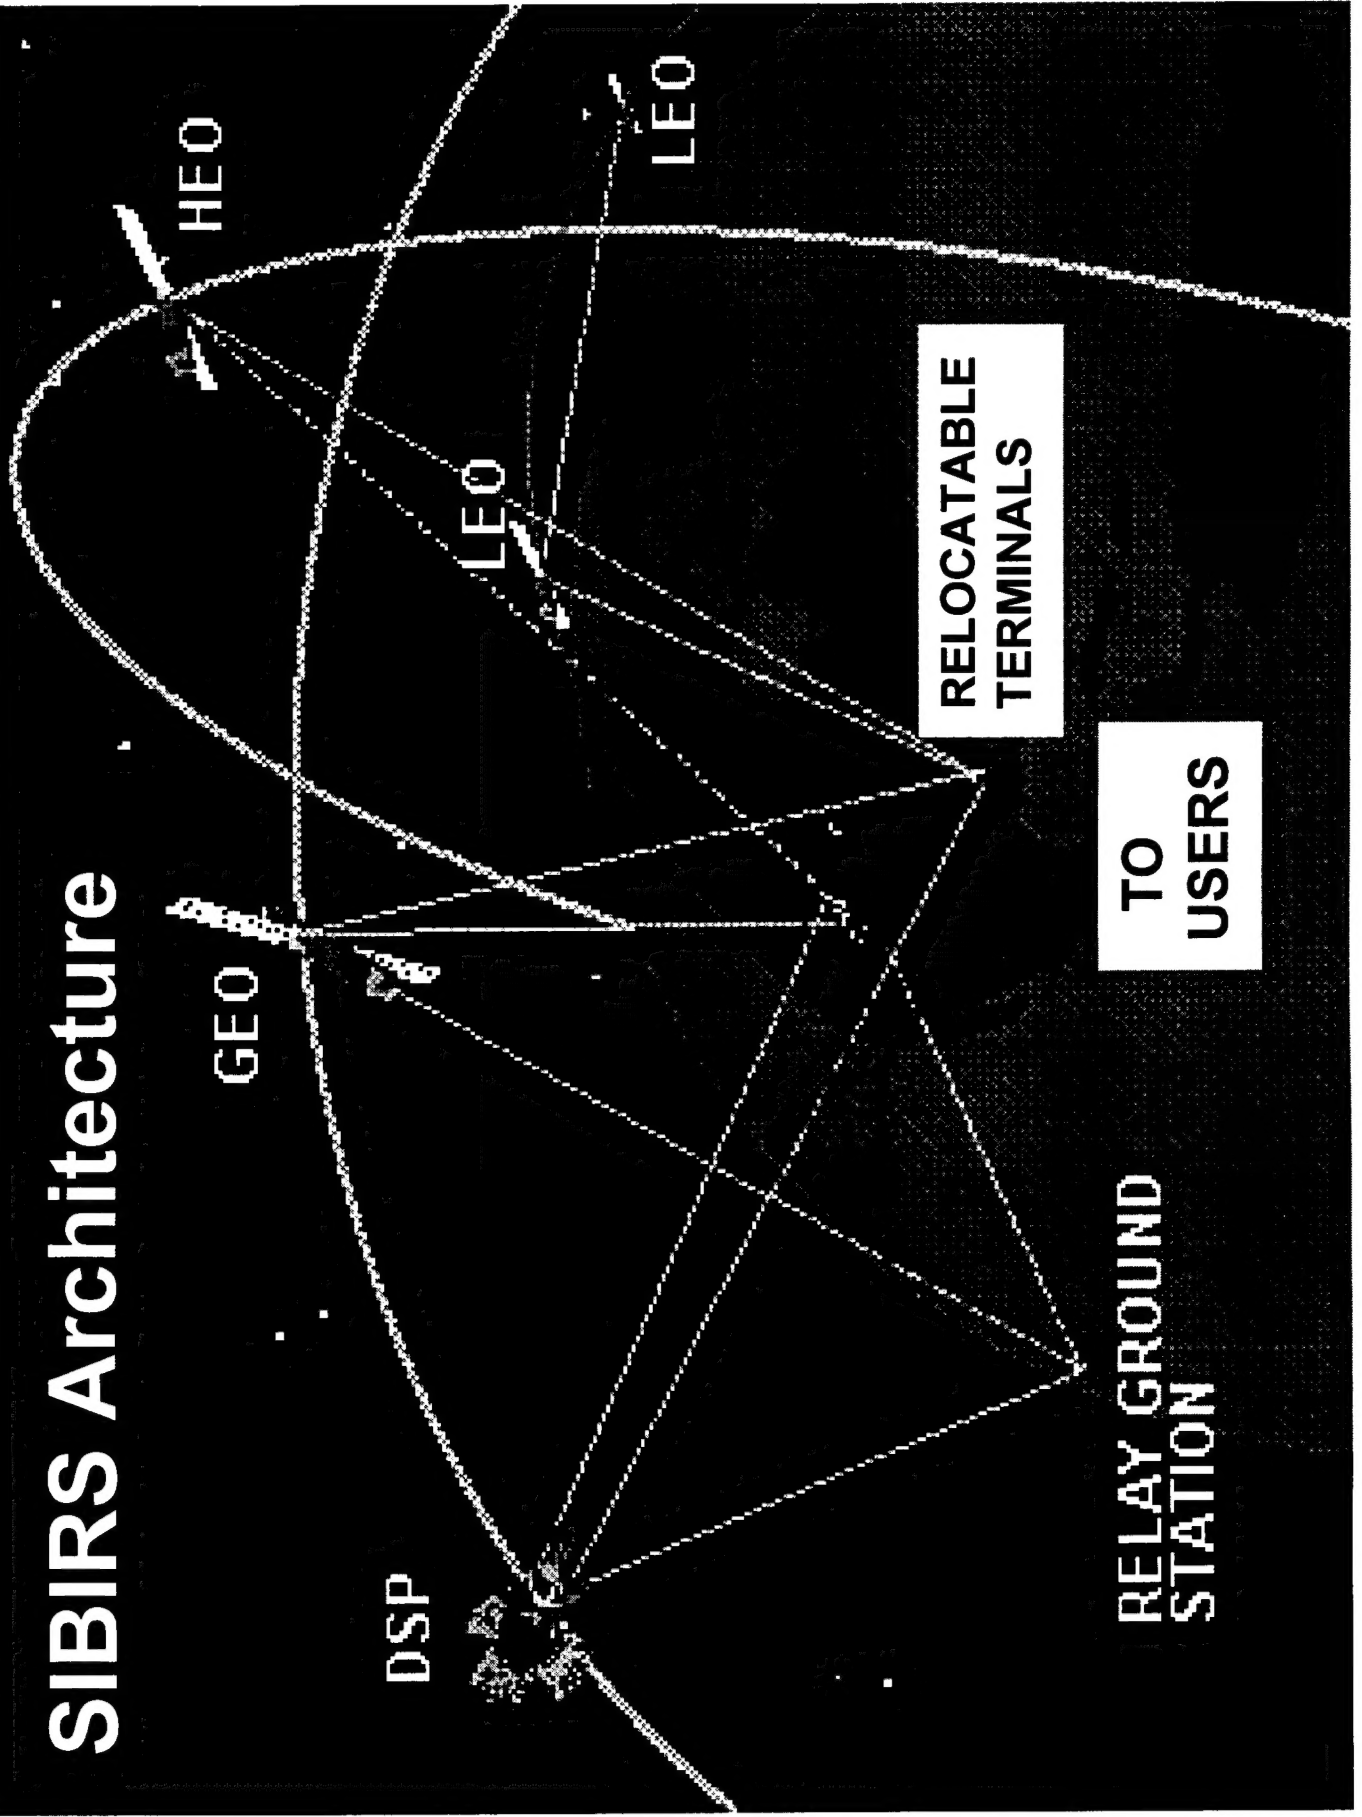 SIBIRS Architecture
GEO
HEO
DSP
LEO
LEO
RELOCATABLE
TERMINALS
TO
USERS
RELAY GROUND
STATION